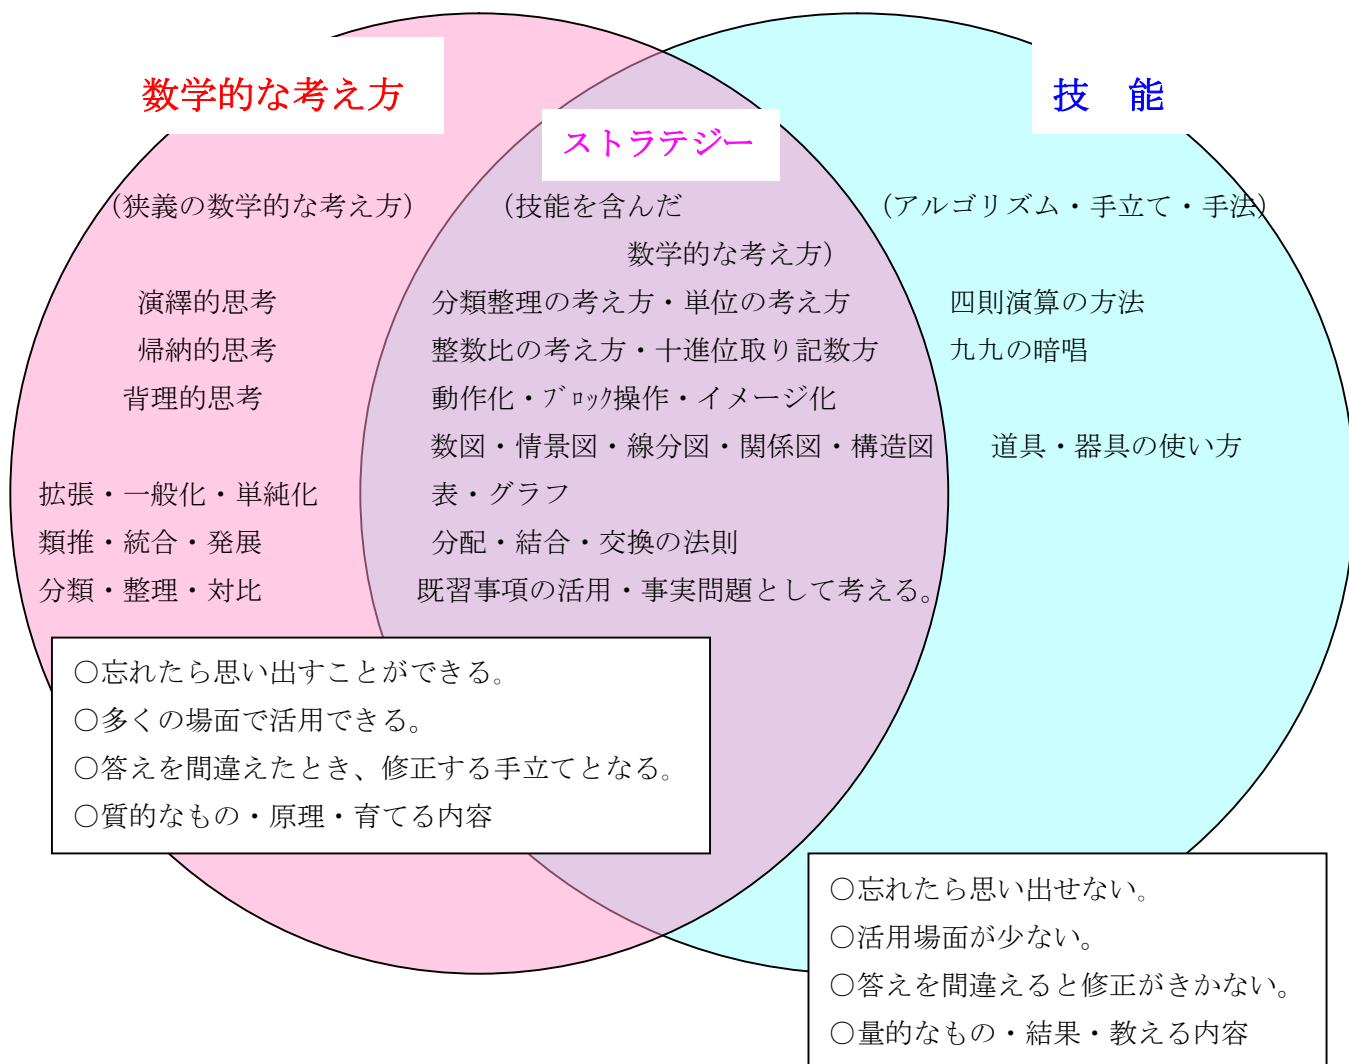 数学的な考え方
技　能
ストラテジー
（狭義の数学的な考え方）
（技能を含んだ
数学的な考え方）
（アルゴリズム・手立て・手法）
演繹的思考
帰納的思考
背理的思考
拡張・一般化・単純化
類推・統合・発展
分類・整理・対比
分類整理の考え方・単位の考え方
整数比の考え方・十進位取り記数方
動作化・ﾌﾞﾛｯｸ操作・イメージ化
数図・情景図・線分図・関係図・構造図
表・グラフ
分配・結合・交換の法則
既習事項の活用・事実問題として考える。
四則演算の方法
九九の暗唱
道具・器具の使い方
○忘れたら思い出すことができる。
○多くの場面で活用できる。
○答えを間違えたとき、修正する手立てとなる。
○質的なもの・原理・育てる内容
○忘れたら思い出せない。
○活用場面が少ない。
○答えを間違えると修正がきかない。
○量的なもの・結果・教える内容